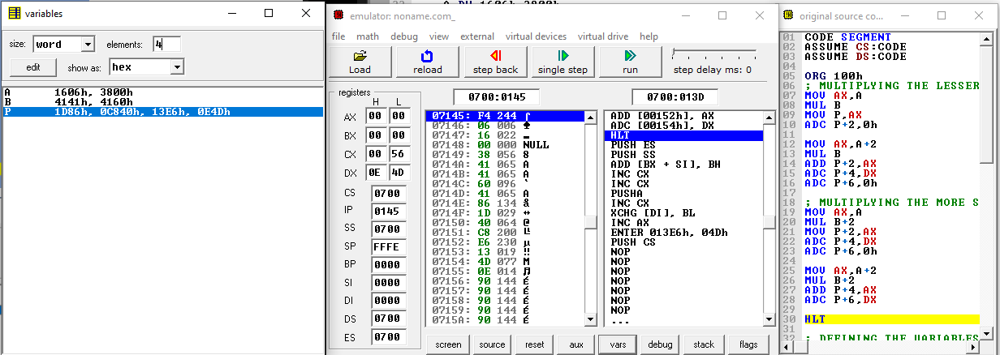 variables
size: word elements: 4
edit show as: hex
A 1606h, 3800h
B 4141h, 4160h
P 1D86h, 0C840h, 13E6h, 0E4Dh
emulator: noname.com_
file math debug view external virtual devices virtual drive help
Load reload step back single step run step delay ms: 0
registers
H L
AX 00 00
BX 00 00
CX 00 56
DX 0E 4D
CS 0700
IP 0145
SS 0700
SP FFFE
BP 0000
SI 0000
DI 0000
DS 0700
ES 0700
0700:0145
07145: F4 244 ⌠
07146: 06 006 ♠
07147: 16 022 ▬
07148: 00 000 NULL
07149: 38 056 8
0714A: 41 065 A
0714B: 41 065 A
0714C: 60 096 `
0714D: 41 065 A
0714E: 86 134 å
0714F: 1D 029 ↔
07150: 40 064 @
07151: C8 200 ╚
07152: E6 230 µ
07153: 13 019 ‼
07154: 4D 077 M
07155: 0E 014 ♫
07156: 90 144 É
07157: 90 144 É
07158: 90 144 É
07159: 90 144 É
0715A: 90 144 É
0700:013D
ADD [00152h], AX
ADC [00154h], DX
HLT
PUSH ES
PUSH SS
ADD [BX + SI], BH
INC CX
INC CX
PUSHA
INC CX
XCHG [DI], BL
INC AX
ENTER 013E6h, 04Dh
PUSH CS
NOP
NOP
NOP
NOP
NOP
NOP
NOP
...
screen source reset aux vars debug stack flags
original source co...
01 CODE SEGMENT
02 ASSUME CS:CODE
03 ASSUME DS:CODE
04
05 ORG 100h
06 ; MULTIPLYING THE LESSER
07 MOV AX,A
08 MUL B
09 MOV P,AX
10 ADC P+2,0h
11
12 MOV AX,A+2
13 MUL B
14 ADD P+2,AX
15 ADC P+4,DX
16 ADC P+6,0h
17
18 ; MULTIPLYING THE MORE S
19 MOV AX,A
20 MUL B+2
21 MOV P+2,AX
22 ADC P+4,DX
23 ADC P+6,0h
24
25 MOV AX,A+2
26 MUL B+2
27 ADD P+4,AX
28 ADC P+6,DX
29
30 HLT
31
32 ; DEFINING THE VARIABLES